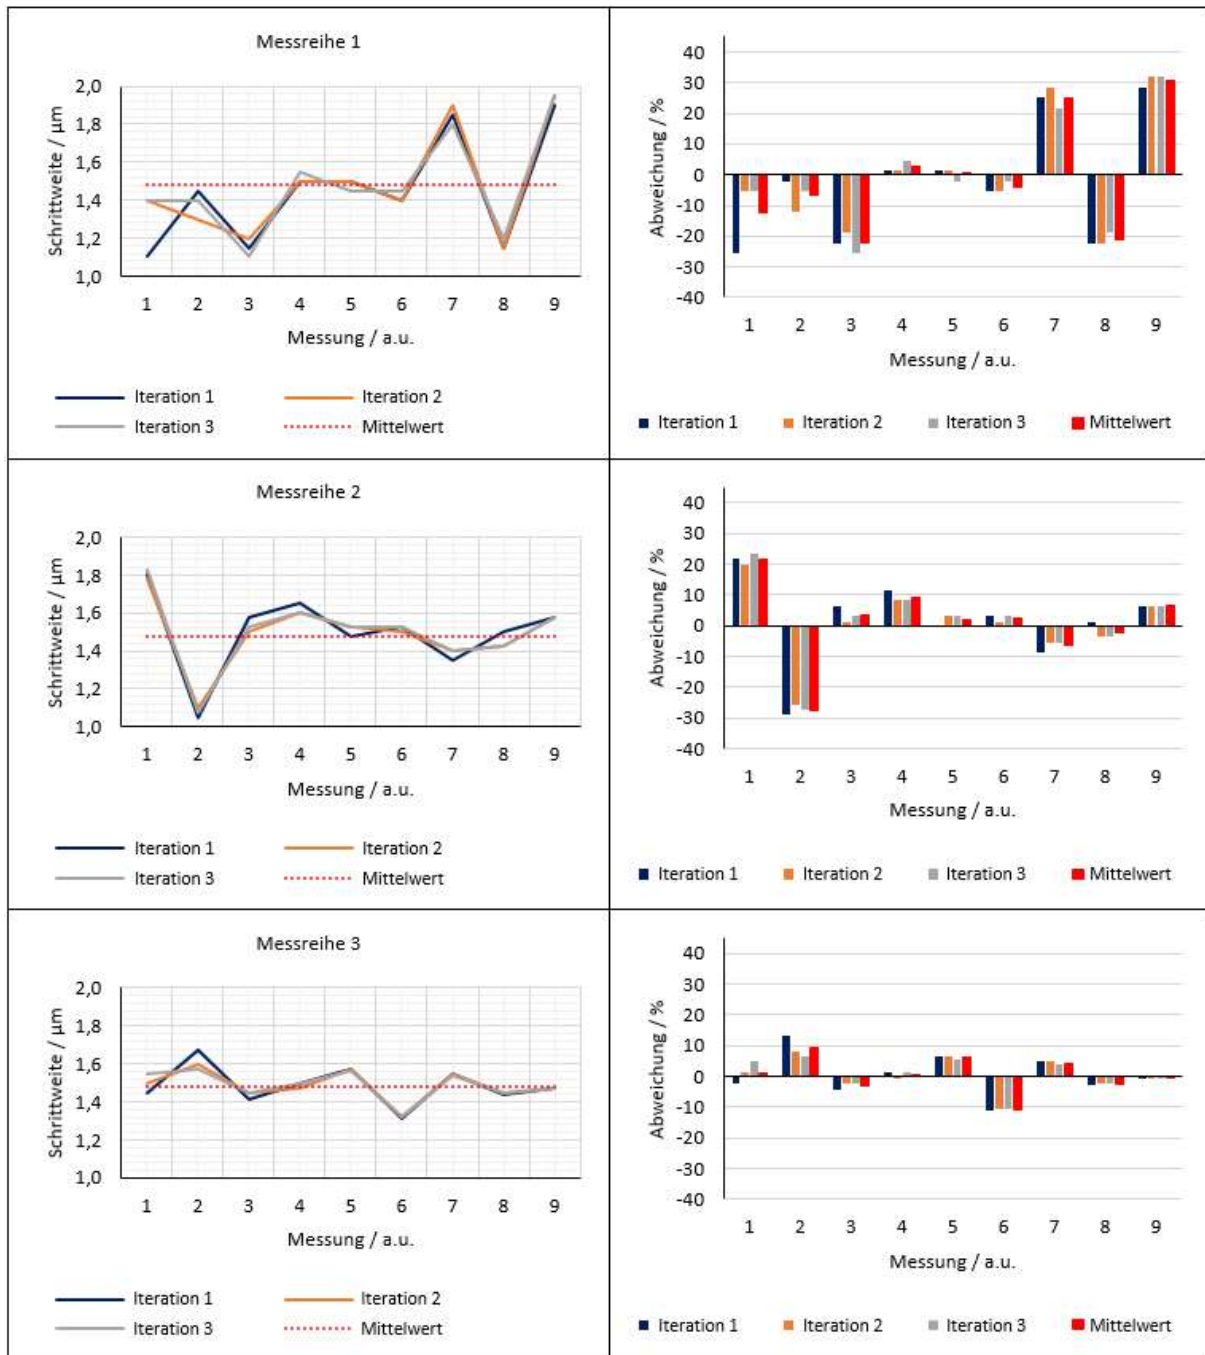 Messreihe 1
Schrittweite / µm
2,0
1,8
1,6
1,4
1,2
1,0
1 2 3 4 5 6 7 8 9
Messung / a.u.
Iteration 1 Iteration 2
Iteration 3 Mittelwert
Abweichung / %
40
30
20
10
0
-10
-20
-30
-40
1 2 3 4 5 6 7 8 9
Messung / a.u.
Iteration 1 Iteration 2 Iteration 3 Mittelwert
Messreihe 2
Schrittweite / µm
2,0
1,8
1,6
1,4
1,2
1,0
1 2 3 4 5 6 7 8 9
Messung / a.u.
Iteration 1 Iteration 2
Iteration 3 Mittelwert
Abweichung / %
40
30
20
10
0
-10
-20
-30
-40
1 2 3 4 5 6 7 8 9
Messung / a.u.
Iteration 1 Iteration 2 Iteration 3 Mittelwert
Messreihe 3
Schrittweite / µm
2,0
1,8
1,6
1,4
1,2
1,0
1 2 3 4 5 6 7 8 9
Messung / a.u.
Iteration 1 Iteration 2
Iteration 3 Mittelwert
Abweichung / %
40
30
20
10
0
-10
-20
-30
-40
1 2 3 4 5 6 7 8 9
Messung / a.u.
Iteration 1 Iteration 2 Iteration 3 Mittelwert